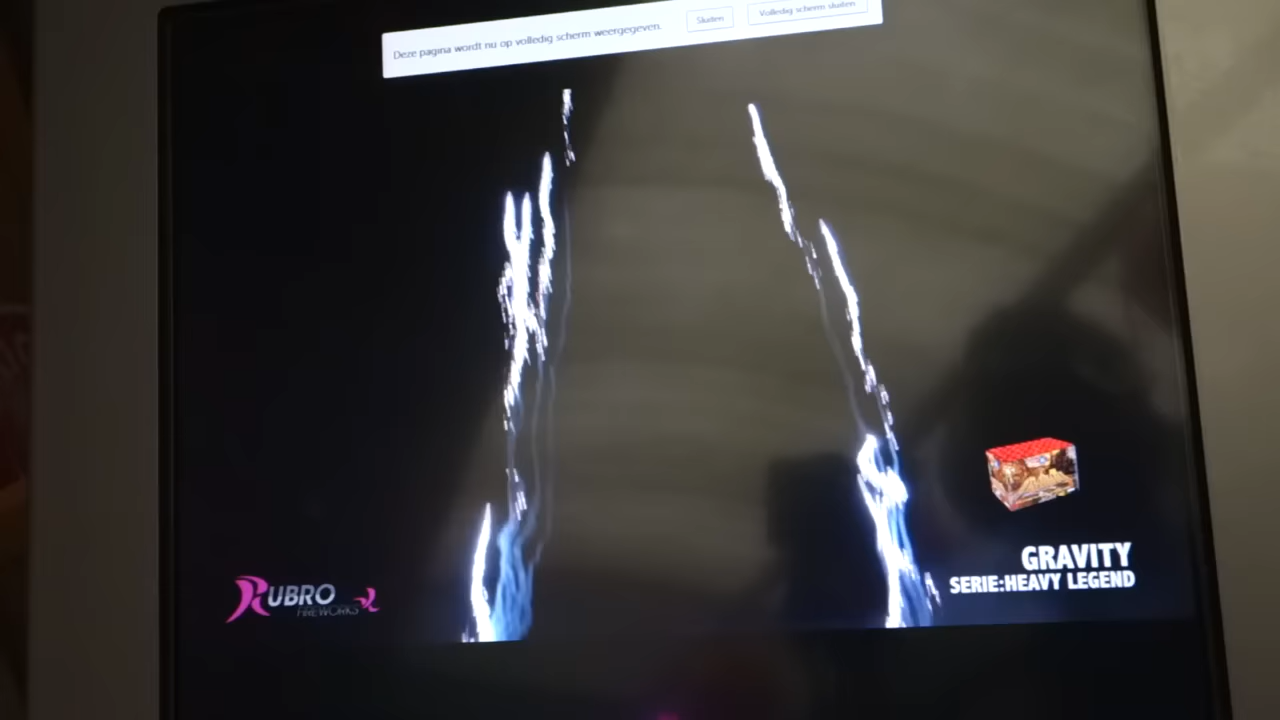 Deze pagina wordt nu op volledig scherm weergegeven.
Sluiten
Volledig scherm sluiten
RUBRO
FIREWORKS
GRAVITY
SERIE:HEAVY LEGEND